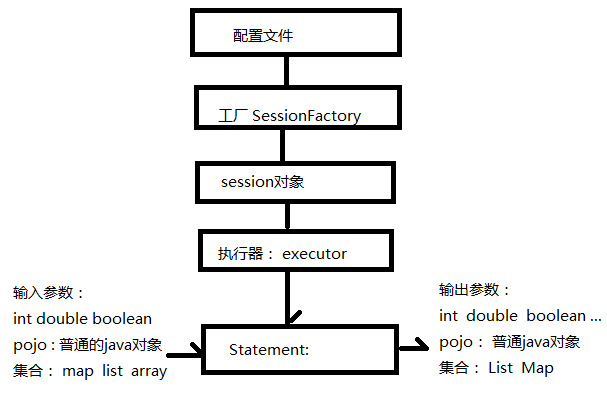 配置文件
工厂 SessionFactory
session对象
执行器： executor
输入参数：
int double boolean
pojo : 普通的java对象
集合： map list array
Statement:
输出参数：
int double boolean ...
pojo： 普通java对象
集合： List Map